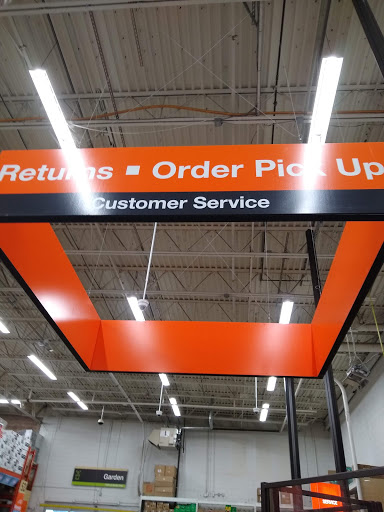 Returns ▪ Order Pick Up
Customer Service
Garden